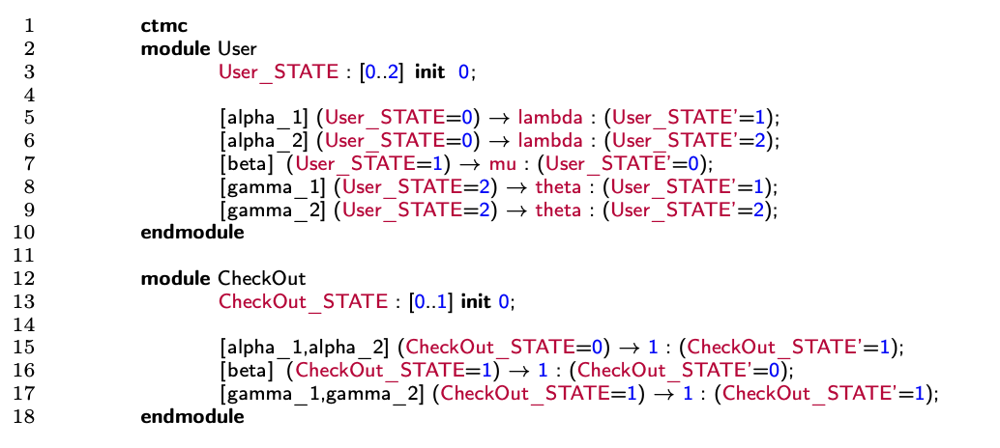 1 ctmc
2 module User
3 User_STATE : [0..2] init 0;
4
5 [alpha_1] (User_STATE=0) → lambda : (User_STATE'=1);
6 [alpha_2] (User_STATE=0) → lambda : (User_STATE'=2);
7 [beta] (User_STATE=1) → mu : (User_STATE'=0);
8 [gamma_1] (User_STATE=2) → theta : (User_STATE'=1);
9 [gamma_2] (User_STATE=2) → theta : (User_STATE'=2);
10 endmodule
11
12 module CheckOut
13 CheckOut_STATE : [0..1] init 0;
14
15 [alpha_1,alpha_2] (CheckOut_STATE=0) → 1 : (CheckOut_STATE'=1);
16 [beta] (CheckOut_STATE=1) → 1 : (CheckOut_STATE'=0);
17 [gamma_1,gamma_2] (CheckOut_STATE=1) → 1 : (CheckOut_STATE'=1);
18 endmodule